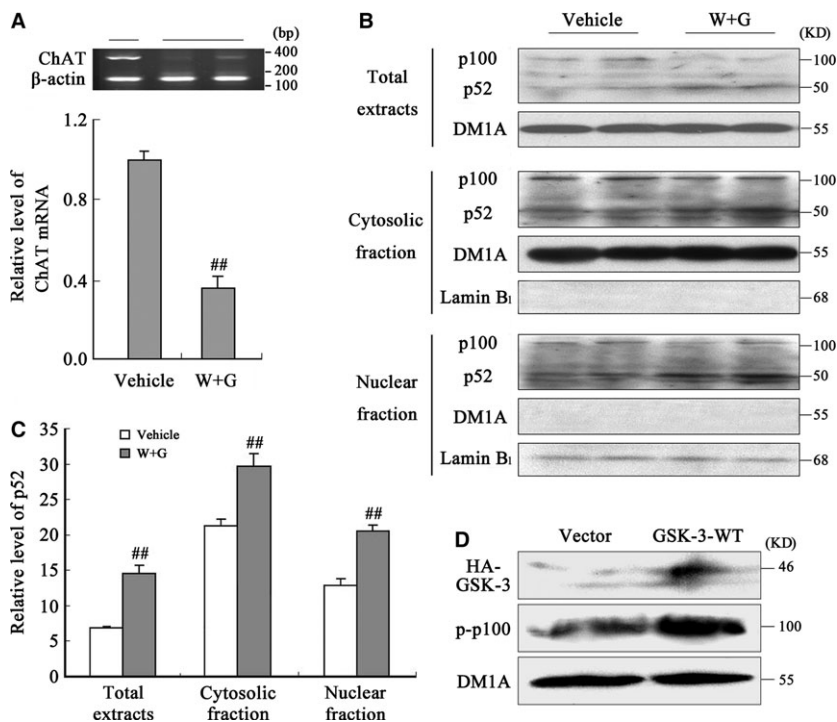 A
(bp)
ChAT
β-actin
400
200
100
Relative level of
ChAT mRNA
1.2
0.8
0.4
0.0
##
Vehicle
W+G
B
Vehicle
W+G
(KD)
Total
extracts
p100
p52
DM1A
100
50
55
Cytosolic
fraction
p100
p52
DM1A
Lamin B₁
100
50
55
68
Nuclear
fraction
p100
p52
DM1A
Lamin B₁
100
50
55
68
C
Relative level of p52
35
30
25
20
15
10
5
0
Vehicle
W+G
##
##
##
Total
extracts
Cytosolic
fraction
Nuclear
fraction
D
Vector
GSK-3-WT
(KD)
HA-
GSK-3
46
p-p100
100
DM1A
55